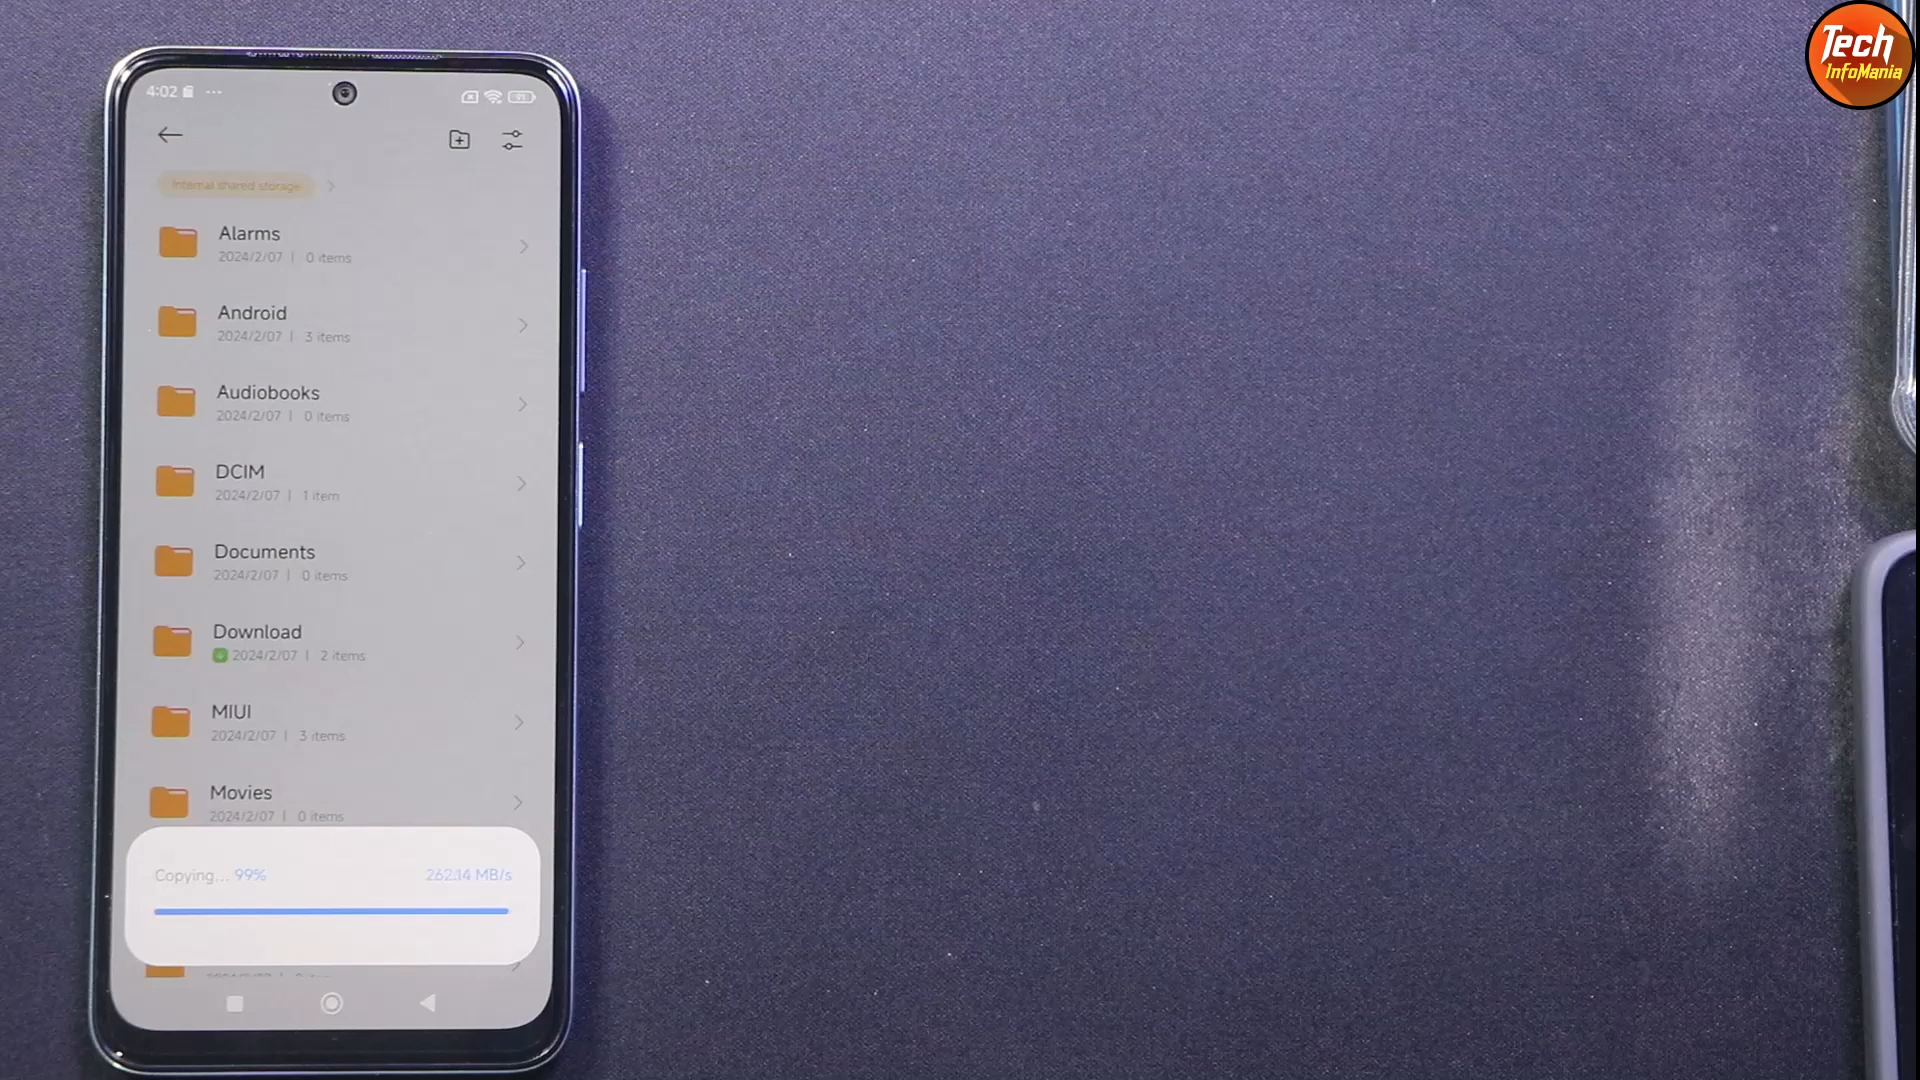 Tech
InfoMania
4:02
91
Internal shared storage
Alarms
2024/2/07 | 0 items
Android
2024/2/07 | 3 items
Audiobooks
2024/2/07 | 0 items
DCIM
2024/2/07 | 1 item
Documents
2024/2/07 | 0 items
Download
2024/2/07 | 2 items
MIUI
2024/2/07 | 3 items
Movies
2024/2/07 | 0 items
Copying... 99% 262.14 MB/s